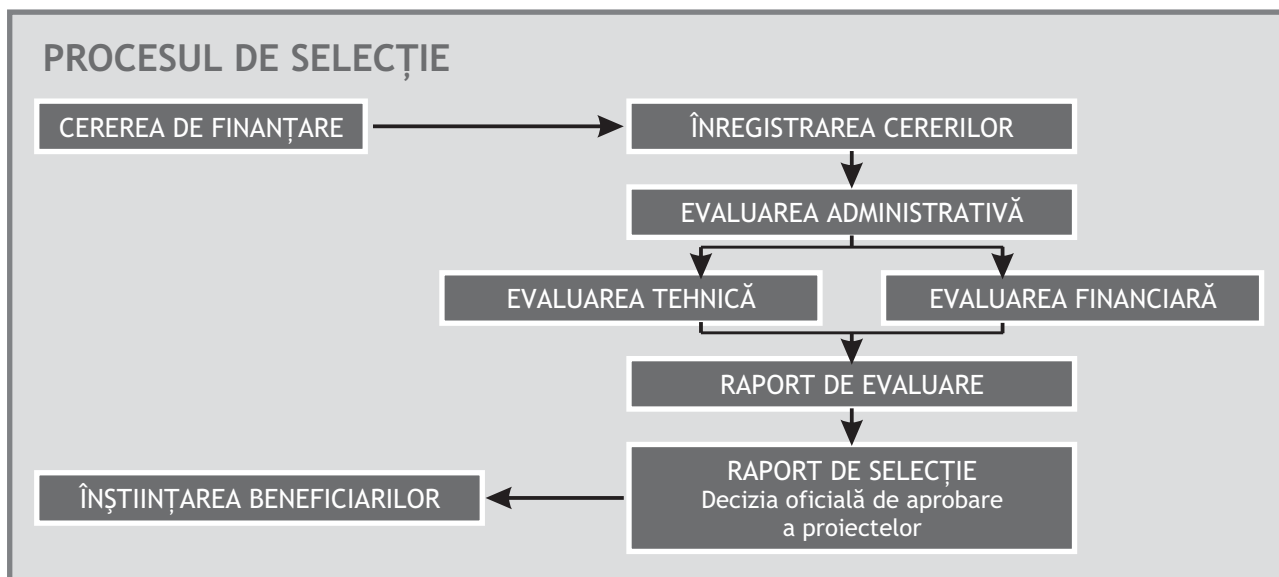 PROCESUL DE SELECȚIE
CEREREA DE FINANȚARE
ÎNREGISTRAREA CERERILOR
EVALUAREA ADMINISTRATIVĂ
EVALUAREA TEHNICĂ
EVALUAREA FINANCIARĂ
RAPORT DE EVALUARE
RAPORT DE SELECȚIE
Decizia oficială de aprobare
a proiectelor
ÎNŞTIINȚAREA BENEFICIARILOR